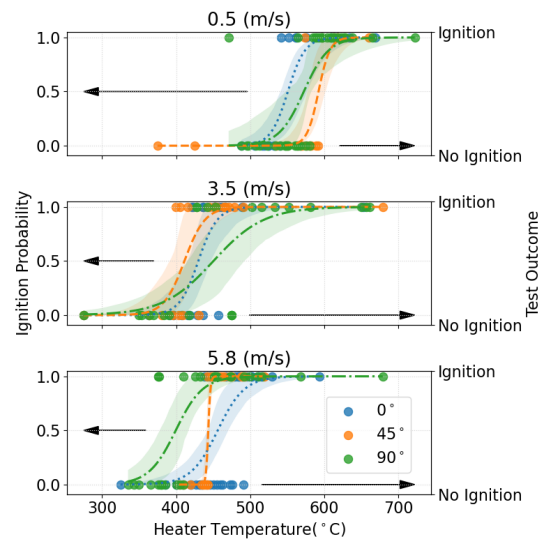 0.5 (m/s)
1.0
0.5
0.0
Ignition
No Ignition
3.5 (m/s)
1.0
0.5
0.0
Ignition
No Ignition
Ignition Probability
Test Outcome
5.8 (m/s)
1.0
0.5
0.0
Ignition
No Ignition
0°
45°
90°
300 400 500 600 700
Heater Temperature(°C)